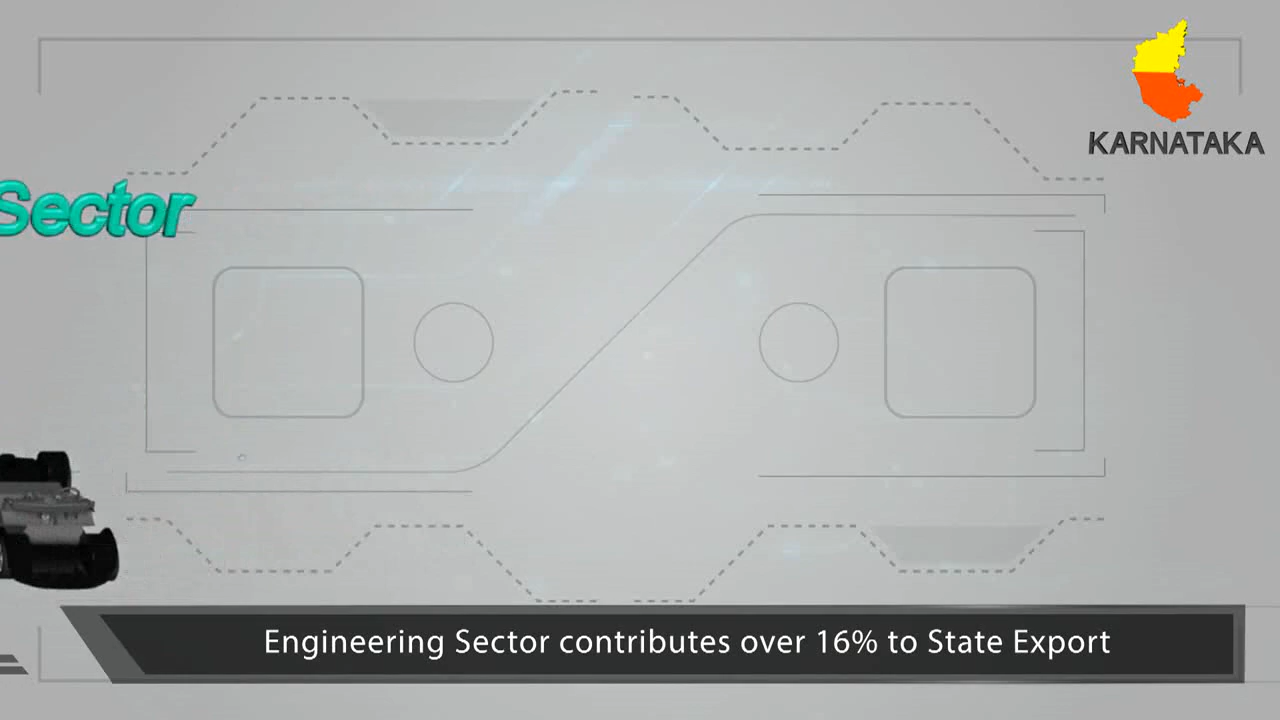 KARNATAKA
Sector
Engineering Sector contributes over 16% to State Export